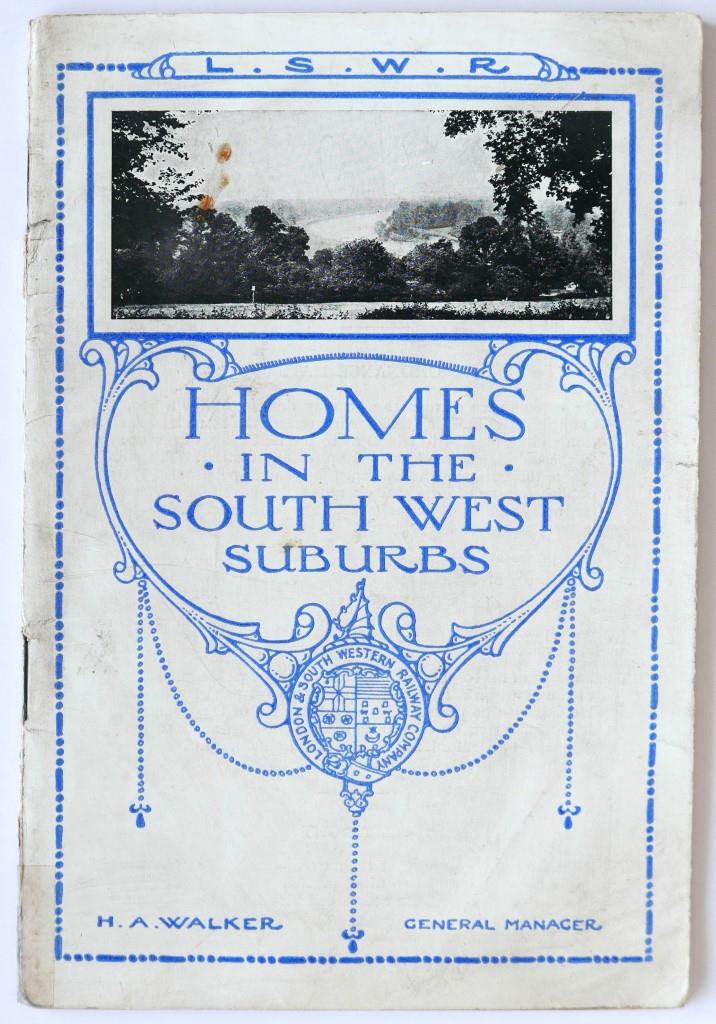 L. S. W. R
HOMES
· IN THE ·
SOUTH WEST
SUBURBS
LONDON & SOUTH WESTERN RAILWAY COMPANY
H. A. WALKER GENERAL MANAGER